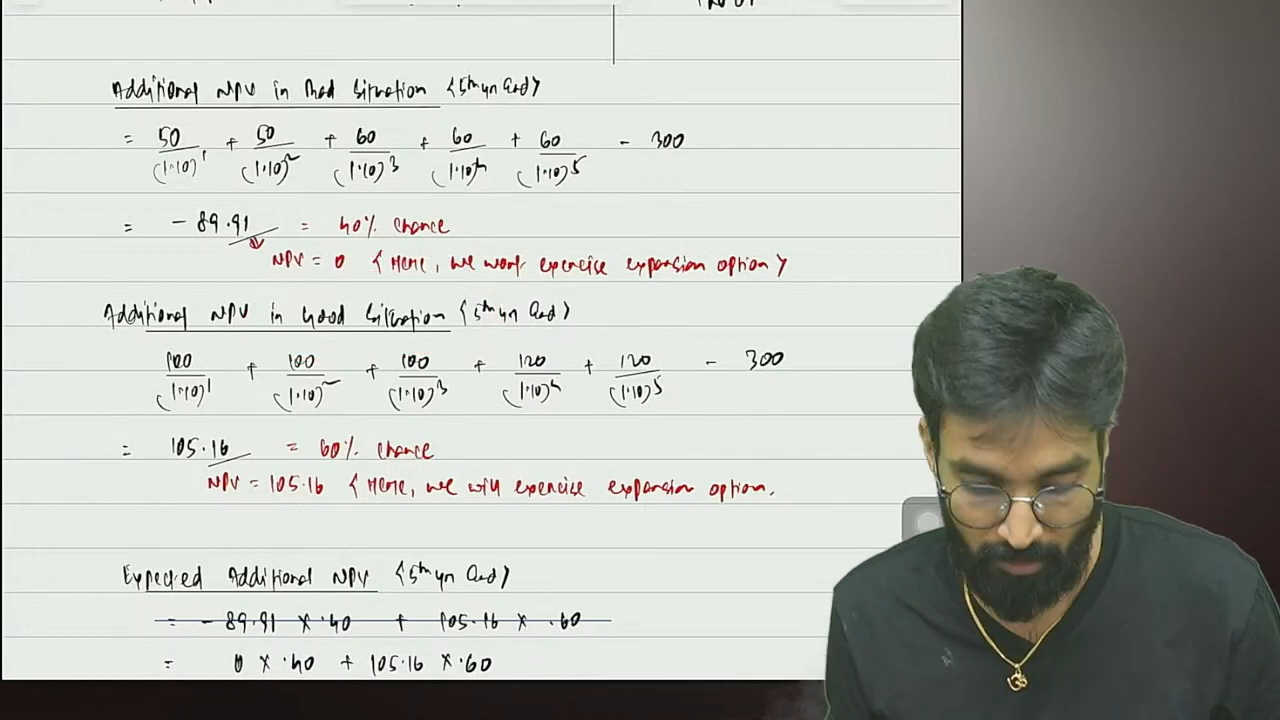 Additional NPV in Bad Situation {5th yr end}
= 50/(1.10)^1 + 50/(1.10)^2 + 60/(1.10)^3 + 60/(1.10)^4 + 60/(1.10)^5 - 300
= - 89.91 = 40% chance
NPV = 0 {Here, we won't exercise expansion option}
Additional NPV in Good Situation {5th yr end}
100/(1.10)^1 + 100/(1.10)^2 + 100/(1.10)^3 + 120/(1.10)^4 + 120/(1.10)^5 - 300
= 105.16 = 60% chance
NPV = 105.16 {Here, we will exercise expansion option.
Expected Additional NPV {5th yr end}
= - 89.91 × .40 + 105.16 × .60
= 0 × .40 + 105.16 × .60